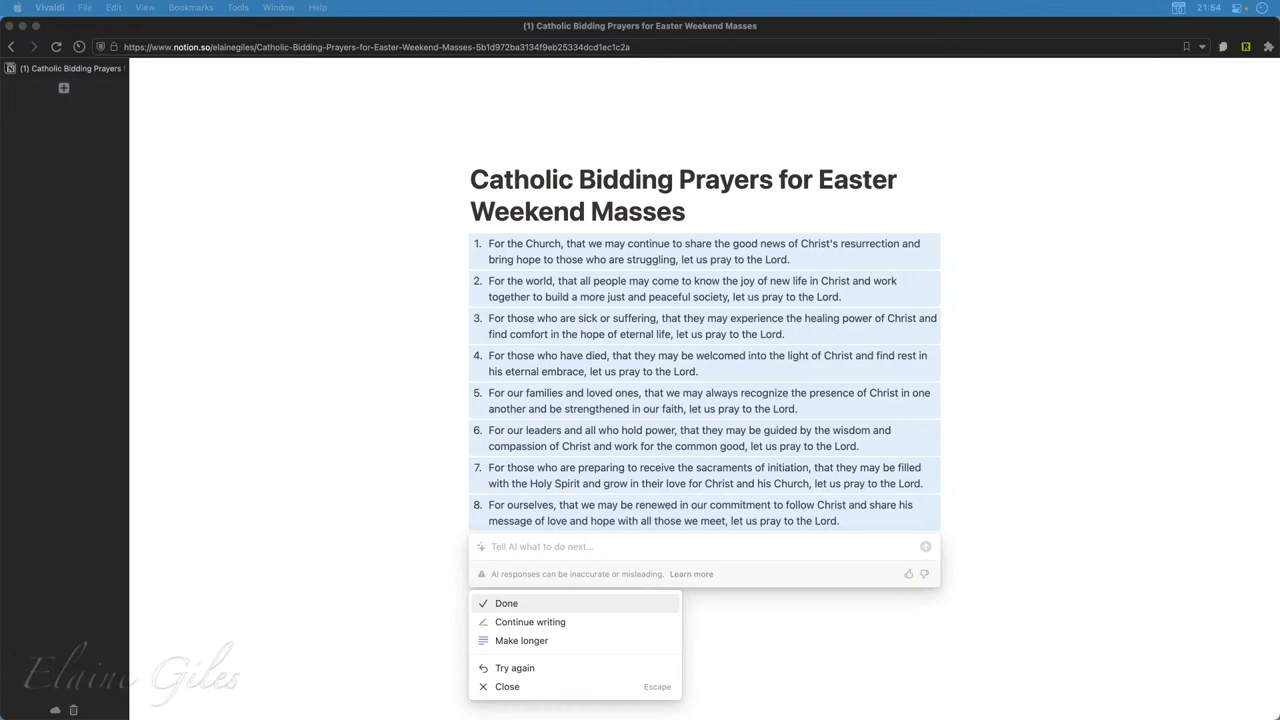 Vivaldi File Edit View Bookmarks Tools Window Help 21:54
(1) Catholic Bidding Prayers for Easter Weekend Masses
https://www.notion.so/elainegiles/Catholic-Bidding-Prayers-for-Easter-Weekend-Masses-5b1d972ba3134f9eb25334dcd1ec1c2a
(1) Catholic Bidding Prayers f
Catholic Bidding Prayers for Easter
Weekend Masses
1. For the Church, that we may continue to share the good news of Christ's resurrection and
bring hope to those who are struggling, let us pray to the Lord.
2. For the world, that all people may come to know the joy of new life in Christ and work
together to build a more just and peaceful society, let us pray to the Lord.
3. For those who are sick or suffering, that they may experience the healing power of Christ and
find comfort in the hope of eternal life, let us pray to the Lord.
4. For those who have died, that they may be welcomed into the light of Christ and find rest in
his eternal embrace, let us pray to the Lord.
5. For our families and loved ones, that we may always recognize the presence of Christ in one
another and be strengthened in our faith, let us pray to the Lord.
6. For our leaders and all who hold power, that they may be guided by the wisdom and
compassion of Christ and work for the common good, let us pray to the Lord.
7. For those who are preparing to receive the sacraments of initiation, that they may be filled
with the Holy Spirit and grow in their love for Christ and his Church, let us pray to the Lord.
8. For ourselves, that we may be renewed in our commitment to follow Christ and share his
message of love and hope with all those we meet, let us pray to the Lord.
Tell AI what to do next...
AI responses can be inaccurate or misleading. Learn more
Done
Continue writing
Make longer
Try again
Close Escape
Elaine Giles